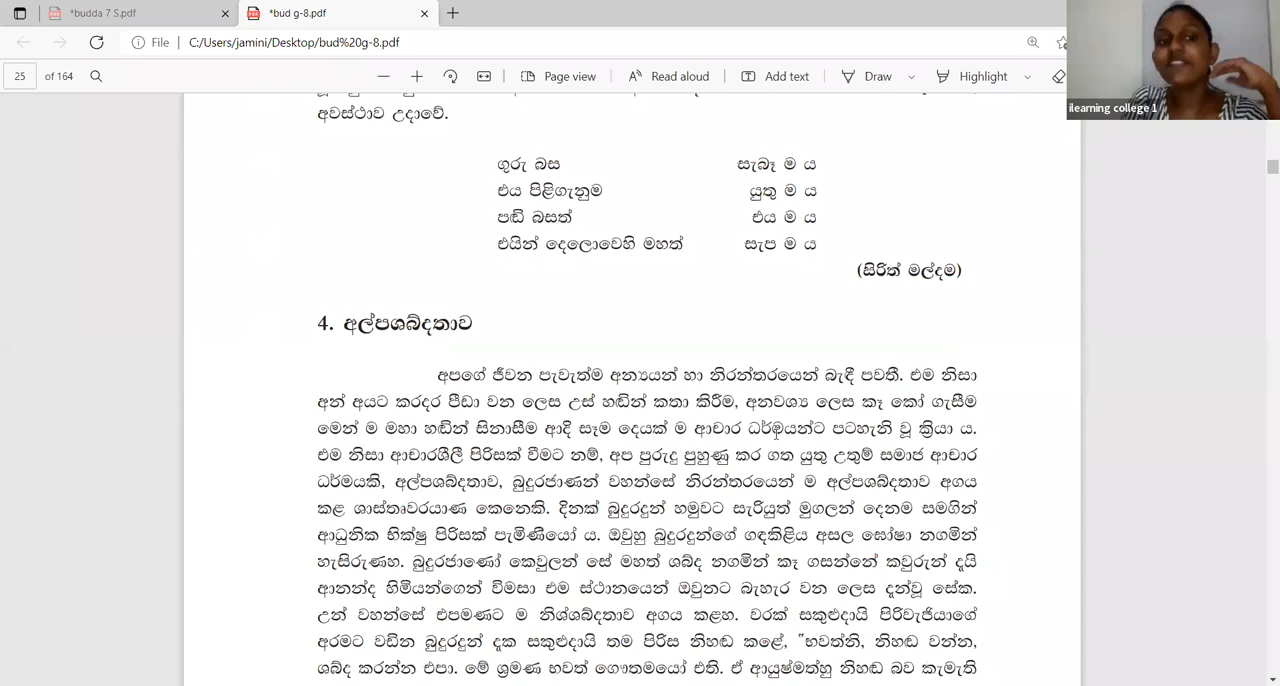 *budda 7 S.pdf
*bud g-8.pdf
File C:/Users/jamini/Desktop/bud%20g-8.pdf
25 of 164 Page view Read aloud Add text Draw Highlight
ilearning college 1
අවස්ථාව උදාවේ.
ගුරු බස සැබෑ ම ය
එය පිළිගැනුම යුතු ම ය
පඬි බසත් එය ම ය
එයින් දෙලොවෙහි මහත් සැප ම ය
(සිරිත් මල්දම)
4. අල්පශබ්දතාව
අපගේ ජීවන පැවැත්ම අන්‍යයන් හා නිරන්තරයෙන් බැඳී පවතී. එම නිසා
අන් අයට කරදර පීඩා වන ලෙස උස් හඬින් කතා කිරීම, අනවශ්‍ය ලෙස කෑ කෝ ගැසීම
මෙන් ම මහා හඬින් සිනාසීම ආදි සෑම දෙයක් ම ආචාර ධර්මයන්ට පටහැනි වූ ක්‍රියා ය.
එම නිසා ආචාරශීලී පිරිසක් වීමට නම්, අප පුරුදු පුහුණු කර ගත යුතු උතුම් සමාජ ආචාර
ධර්මයකි, අල්පශබ්දතාව, බුදුරජාණන් වහන්සේ නිරන්තරයෙන් ම අල්පශබ්දතාව අගය
කළ ශාස්තෘවරයාණ කෙනෙකි. දිනක් බුදුරදුන් හමුවට සැරියුත් මුගලන් දෙනම සමගින්
ආධුනික භික්ෂු පිරිසක් පැමිණියෝ ය. ඔවුහු බුදුරදුන්ගේ ගඳකිළිය අසල ඝෝෂා නගමින්
හැසිරුණහ. බුදුරජාණෝ කෙවුලන් සේ මහත් ශබ්ද නගමින් කෑ ගසන්නේ කවුරුන් දැයි
ආනන්ද හිමියන්ගෙන් විමසා එම ස්ථානයෙන් ඔවුනට බැහැර වන ලෙස දැන්වූ සේක.
උන් වහන්සේ එපමණට ම නිශ්ශබ්දතාව අගය කළහ. වරක් සකුළුදායි පිරිවැජියාගේ
අරමට වඩින බුදුරදුන් දැක සකුළුදායි තම පිරිස නිහඬ කළේ, "භවත්නි, නිහඬ වන්න,
ශබ්ද කරන්න එපා. මේ ශ්‍රමණ භවත් ගෞතමයෝ එති. ඒ ආයුෂ්මත්හු නිහඬ බව කැමැති